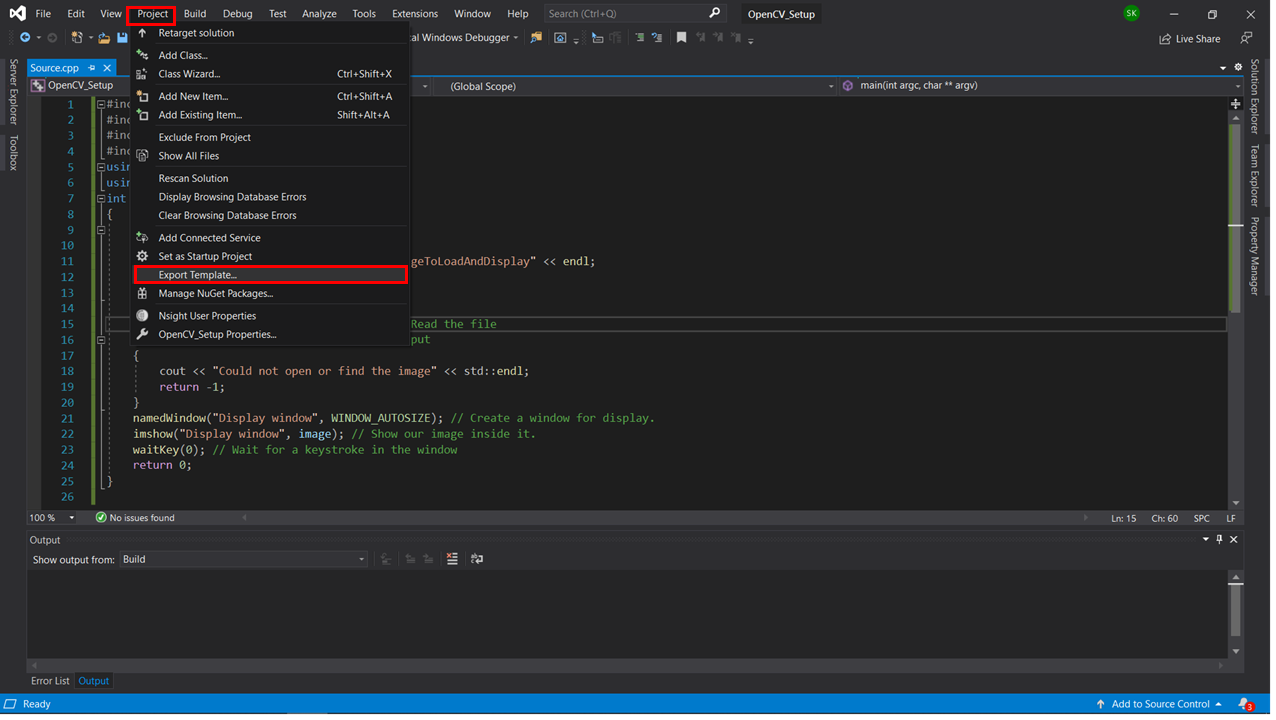 File Edit View Project Build Debug Test Analyze Tools Extensions Window Help Search (Ctrl+Q) OpenCV_Setup SK
al Windows Debugger Live Share
Source.cpp
OpenCV_Setup (Global Scope) main(int argc, char ** argv)
Server Explorer
Toolbox
Solution Explorer
Team Explorer
Property Manager
Retarget solution
Add Class...
Class Wizard... Ctrl+Shift+X
Add New Item... Ctrl+Shift+A
Add Existing Item... Shift+Alt+A
Exclude From Project
Show All Files
Rescan Solution
Display Browsing Database Errors
Clear Browsing Database Errors
Add Connected Service
Set as Startup Project
Export Template...
Manage NuGet Packages...
Nsight User Properties
OpenCV_Setup Properties...
1 #inc
2 #inc
3 #inc
4 #inc
5 usin
6 usin
7 int
8 {
9
10
11 geToLoadAndDisplay" << endl;
12
13
14
15 Read the file
16 put
17 {
18 cout << "Could not open or find the image" << std::endl;
19 return -1;
20 }
21 namedWindow("Display window", WINDOW_AUTOSIZE); // Create a window for display.
22 imshow("Display window", image); // Show our image inside it.
23 waitKey(0); // Wait for a keystroke in the window
24 return 0;
25 }
26
100 % No issues found Ln: 15 Ch: 60 SPC LF
Output
Show output from: Build
Error List Output
Ready Add to Source Control 3